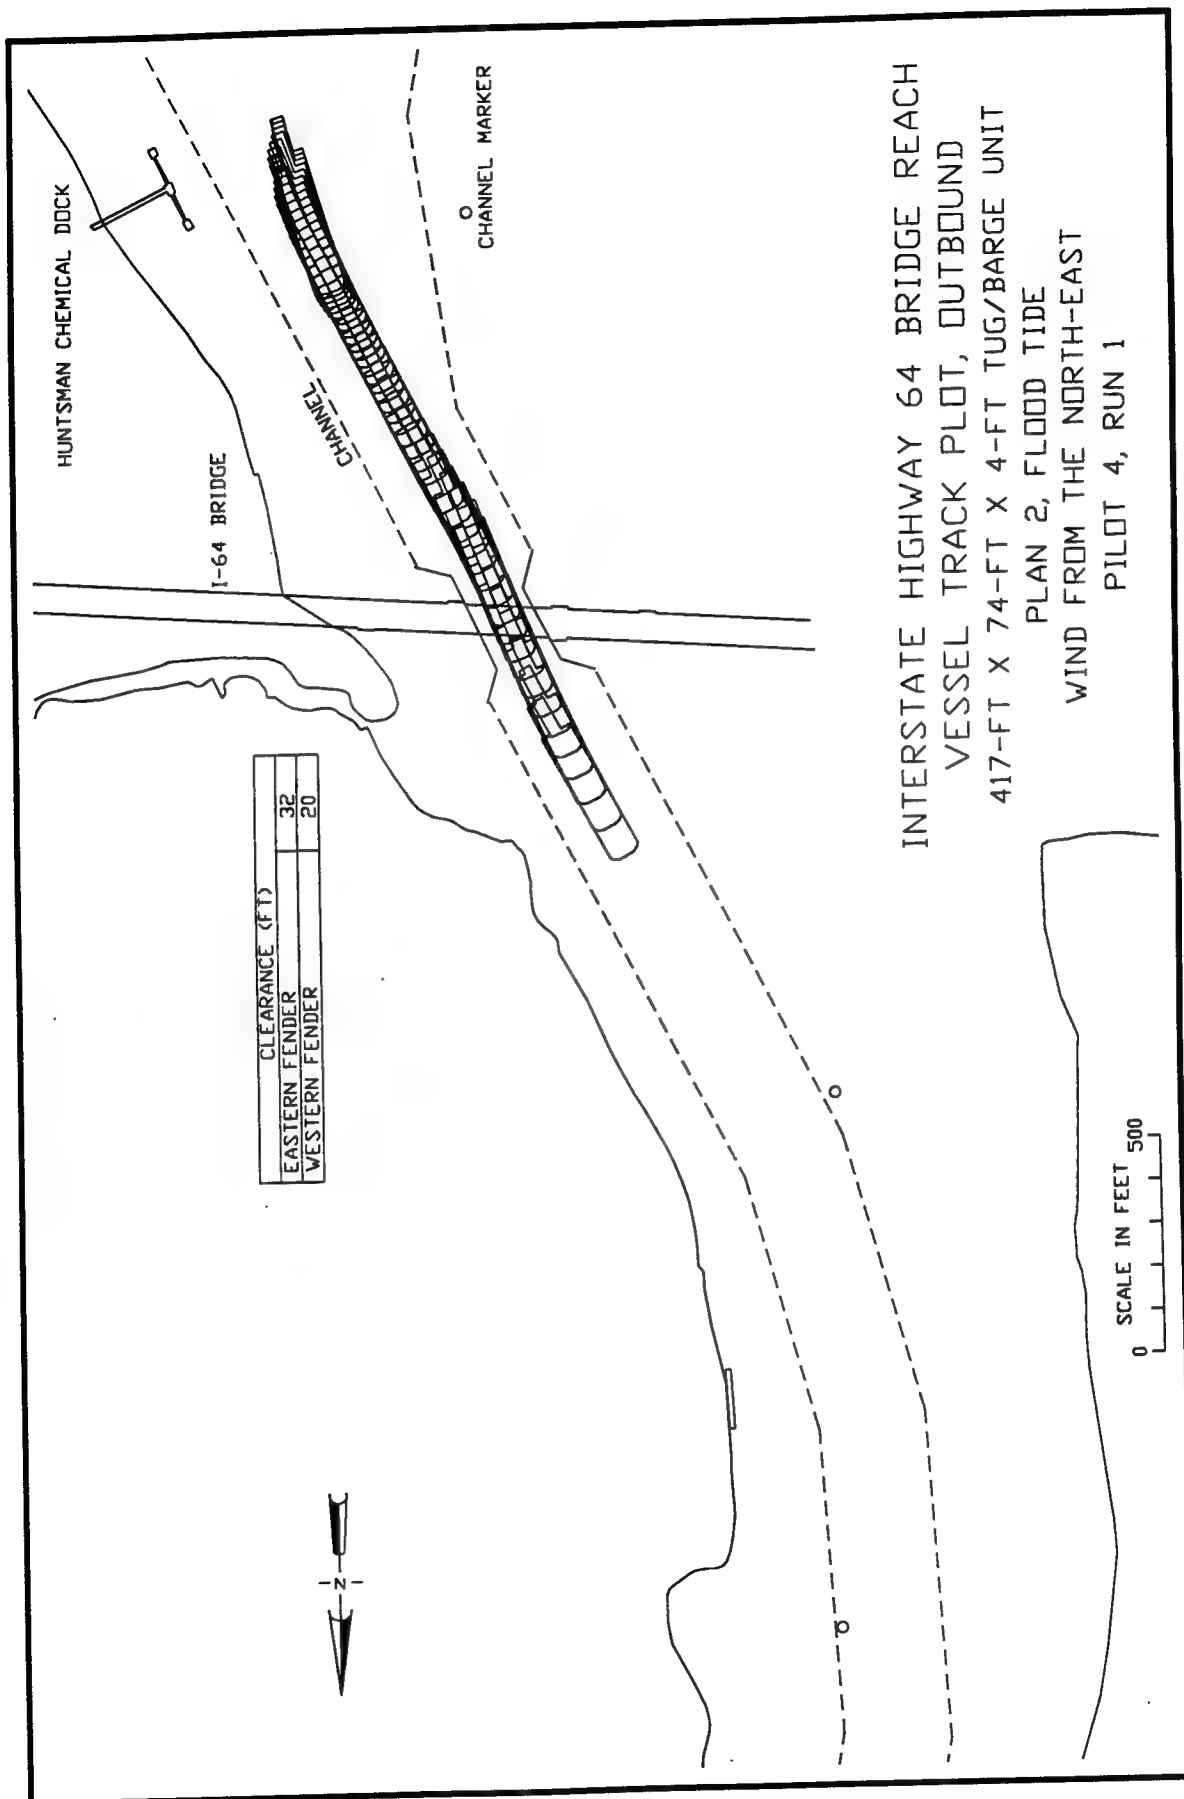 HUNTSMAN CHEMICAL DOCK
I-64 BRIDGE
CHANNEL
CHANNEL MARKER
CLEARANCE (FT)
EASTERN FENDER 32
WESTERN FENDER 20
N
INTERSTATE HIGHWAY 64 BRIDGE REACH
VESSEL TRACK PLOT, OUTBOUND
417-FT X 74-FT X 4-FT TUG/BARGE UNIT
PLAN 2, FLOOD TIDE
WIND FROM THE NORTH-EAST
PILOT 4, RUN 1
SCALE IN FEET
0 500